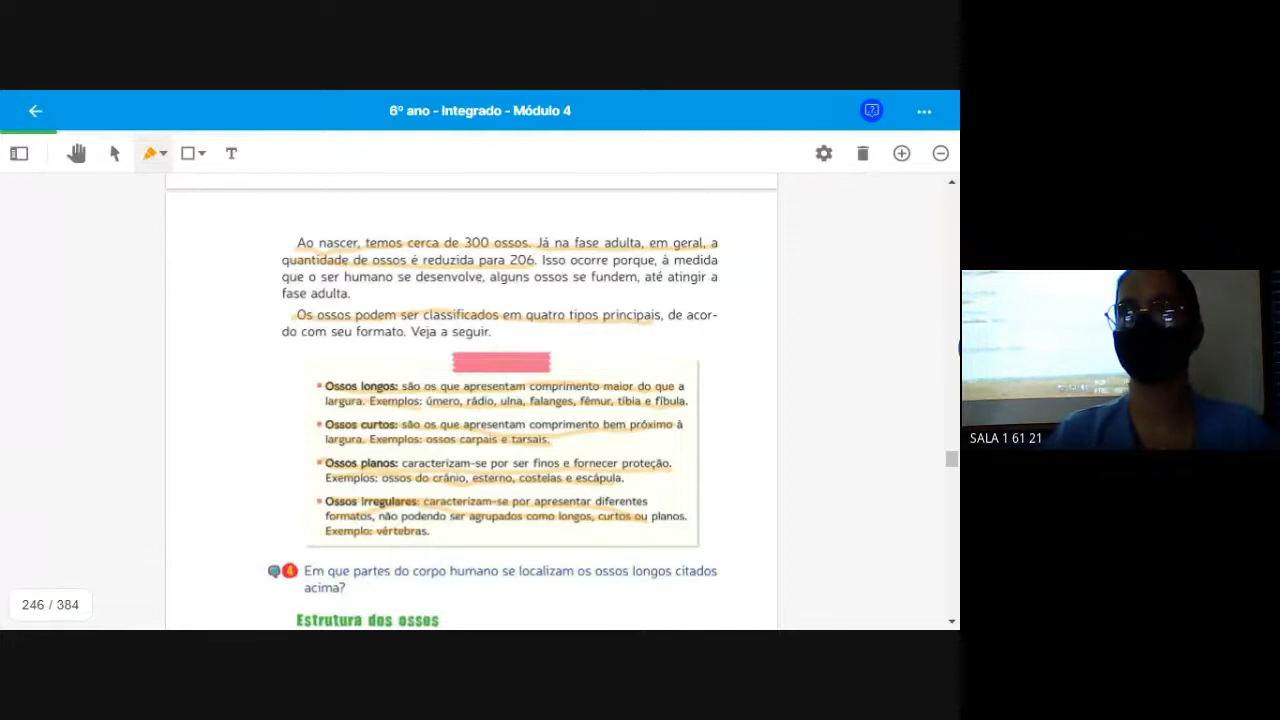 6º ano - Integrado - Módulo 4
T
Ao nascer, temos cerca de 300 ossos. Já na fase adulta, em geral, a
quantidade de ossos é reduzida para 206. Isso ocorre porque, à medida
que o ser humano se desenvolve, alguns ossos se fundem, até atingir a
fase adulta.
Os ossos podem ser classificados em quatro tipos principais, de acor-
do com seu formato. Veja a seguir.
Ossos longos: são os que apresentam comprimento maior do que a
largura. Exemplos: úmero, rádio, ulna, falanges, fêmur, tíbia e fíbula.
Ossos curtos: são os que apresentam comprimento bem próximo à
largura. Exemplos: ossos carpais e tarsais.
Ossos planos: caracterizam-se por ser finos e fornecer proteção.
Exemplos: ossos do crânio, esterno, costelas e escápula.
Ossos irregulares: caracterizam-se por apresentar diferentes
formatos, não podendo ser agrupados como longos, curtos ou planos.
Exemplo: vértebras.
4 Em que partes do corpo humano se localizam os ossos longos citados
acima?
Estrutura dos ossos
246 / 384
SALA 1 61 21